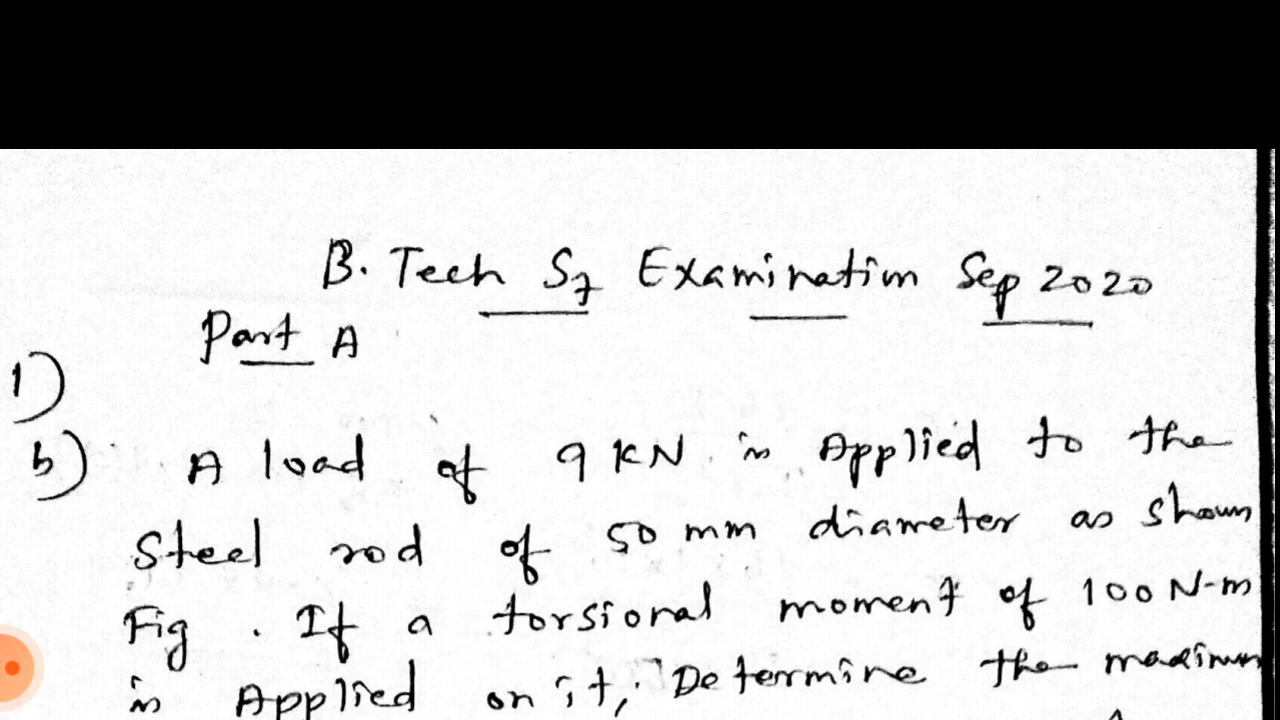 B. Tech S7 Examination Sep 2020
Part A
1)
b) A load of 9 KN is Applied to the
Steel rod of 50 mm diameter as shown
Fig . If a torsional moment of 100 N-m
is Applied on it, Determine the maximum